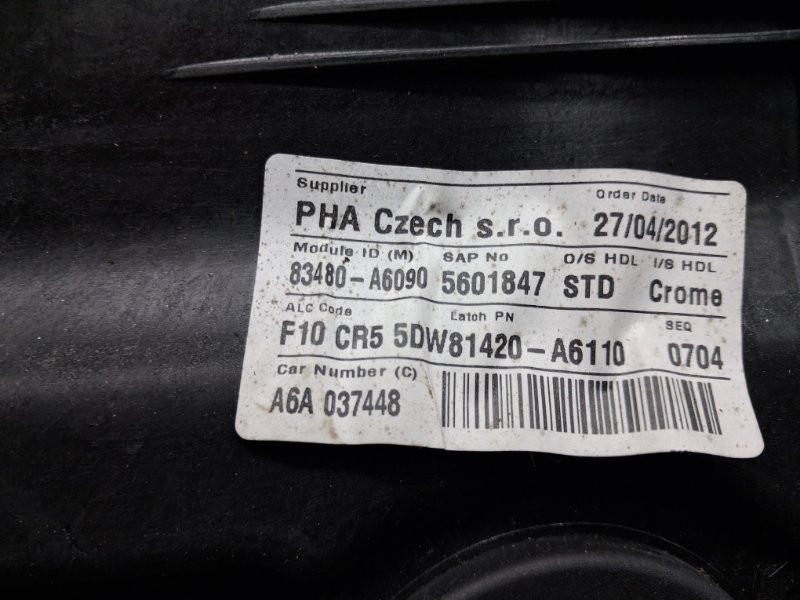 Supplier Order Date
PHA Czech s.r.o. 27/04/2012
Module ID (M) SAP No O/S HDL I/S HDL
83480-A6090 5601847 STD Crome
ALC Code Latch PN SEQ
F10 CR5 5DW81420-A6110 0704
Car Number (C)
A6A 037448